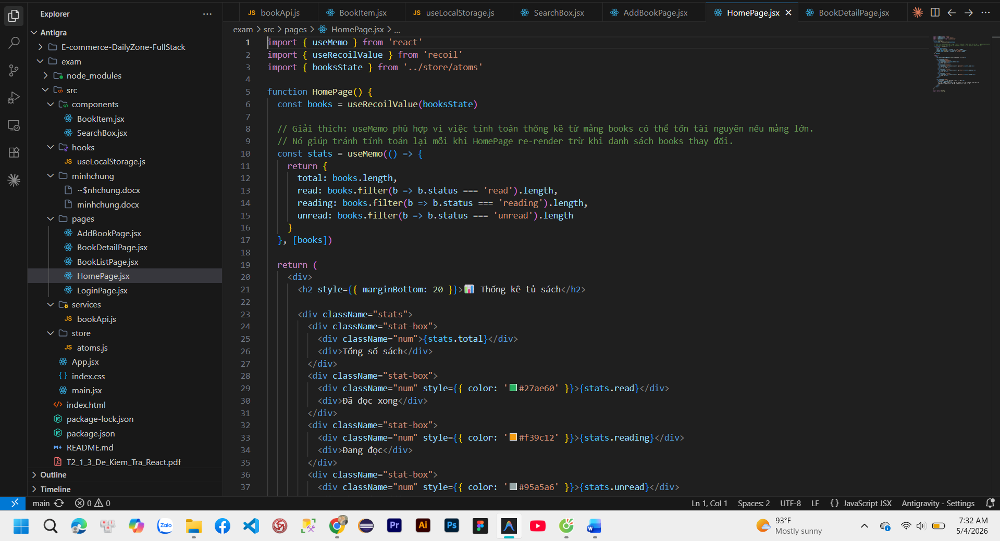 Explorer
Antigra
E-commerce-DailyZone-FullStack
exam
node_modules
src
components
BookItem.jsx
SearchBox.jsx
hooks
useLocalStorage.js
minhchung
~$nhchung.docx
minhchung.docx
pages
AddBookPage.jsx
BookDetailPage.jsx
BookListPage.jsx
HomePage.jsx
LoginPage.jsx
services
bookApi.js
store
atoms.js
App.jsx
index.css
main.jsx
index.html
package-lock.json
package.json
README.md
T2_1_3_De_Kiem_Tra_React.pdf
Outline
Timeline
bookApi.js BookItem.jsx useLocalStorage.js SearchBox.jsx AddBookPage.jsx HomePage.jsx BookDetailPage.jsx
exam > src > pages > HomePage.jsx > ...
1 import { useMemo } from 'react'
2 import { useRecoilValue } from 'recoil'
3 import { booksState } from '../store/atoms'
4
5 function HomePage() {
6 const books = useRecoilValue(booksState)
7
8 // Giải thích: useMemo phù hợp vì việc tính toán thống kê từ mảng books có thể tốn tài nguyên nếu mảng lớn.
9 // Nó giúp tránh tính toán lại mỗi khi HomePage re-render trừ khi danh sách books thay đổi.
10 const stats = useMemo(() => {
11 return {
12 total: books.length,
13 read: books.filter(b => b.status === 'read').length,
14 reading: books.filter(b => b.status === 'reading').length,
15 unread: books.filter(b => b.status === 'unread').length
16 }
17 }, [books])
18
19 return (
20 <div>
21 <h2 style={{ marginBottom: 20 }}>📊 Thống kê tủ sách</h2>
22
23 <div className="stats">
24 <div className="stat-box">
25 <div className="num">{stats.total}</div>
26 <div>Tổng số sách</div>
27 </div>
28 <div className="stat-box">
29 <div className="num" style={{ color: '#27ae60' }}>{stats.read}</div>
30 <div>Đã đọc xong</div>
31 </div>
32 <div className="stat-box">
33 <div className="num" style={{ color: '#f39c12' }}>{stats.reading}</div>
34 <div>Đang đọc</div>
35 </div>
36 <div className="stat-box">
37 <div className="num" style={{ color: '#95a5a6' }}>{stats.unread}</div>
main 0 0 Ln 1, Col 1 Spaces: 2 UTF-8 LF {} JavaScript JSX Antigravity - Settings
Zalo Pr Ai Ps W
93°F
Mostly sunny
7:32 AM
5/4/2026